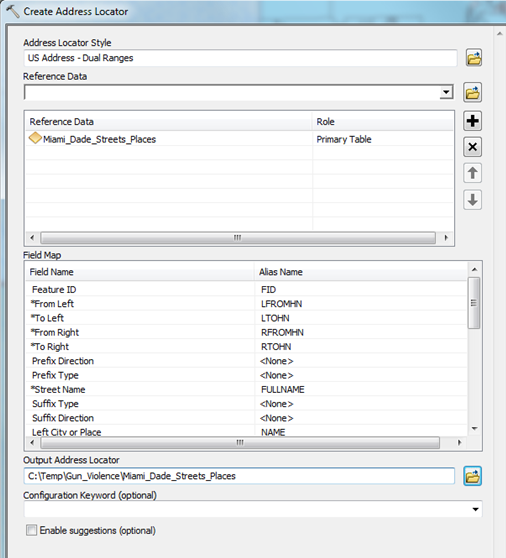 Create Address Locator
Address Locator Style
US Address - Dual Ranges
Reference Data
Reference Data Role
Miami_Dade_Streets_Places Primary Table
Field Map
Field Name Alias Name
Feature ID FID
*From Left LFROMHN
*To Left LTOHN
*From Right RFROMHN
*To Right RTOHN
Prefix Direction <None>
Prefix Type <None>
*Street Name FULLNAME
Suffix Type <None>
Suffix Direction <None>
Left City or Place NAME
Output Address Locator
C:\Temp\Gun_Violence\Miami_Dade_Streets_Places
Configuration Keyword (optional)
Enable suggestions (optional)